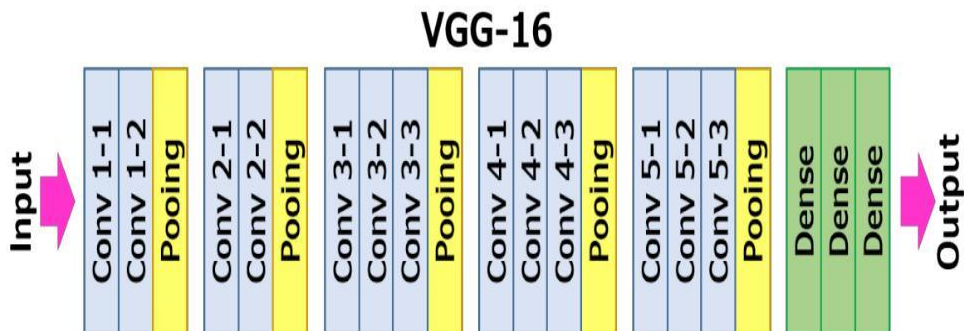 VGG-16
Input
Conv 1-1
Conv 1-2
Pooing
Conv 2-1
Conv 2-2
Pooing
Conv 3-1
Conv 3-2
Conv 3-3
Pooing
Conv 4-1
Conv 4-2
Conv 4-3
Pooing
Conv 5-1
Conv 5-2
Conv 5-3
Pooing
Dense
Dense
Dense
Output